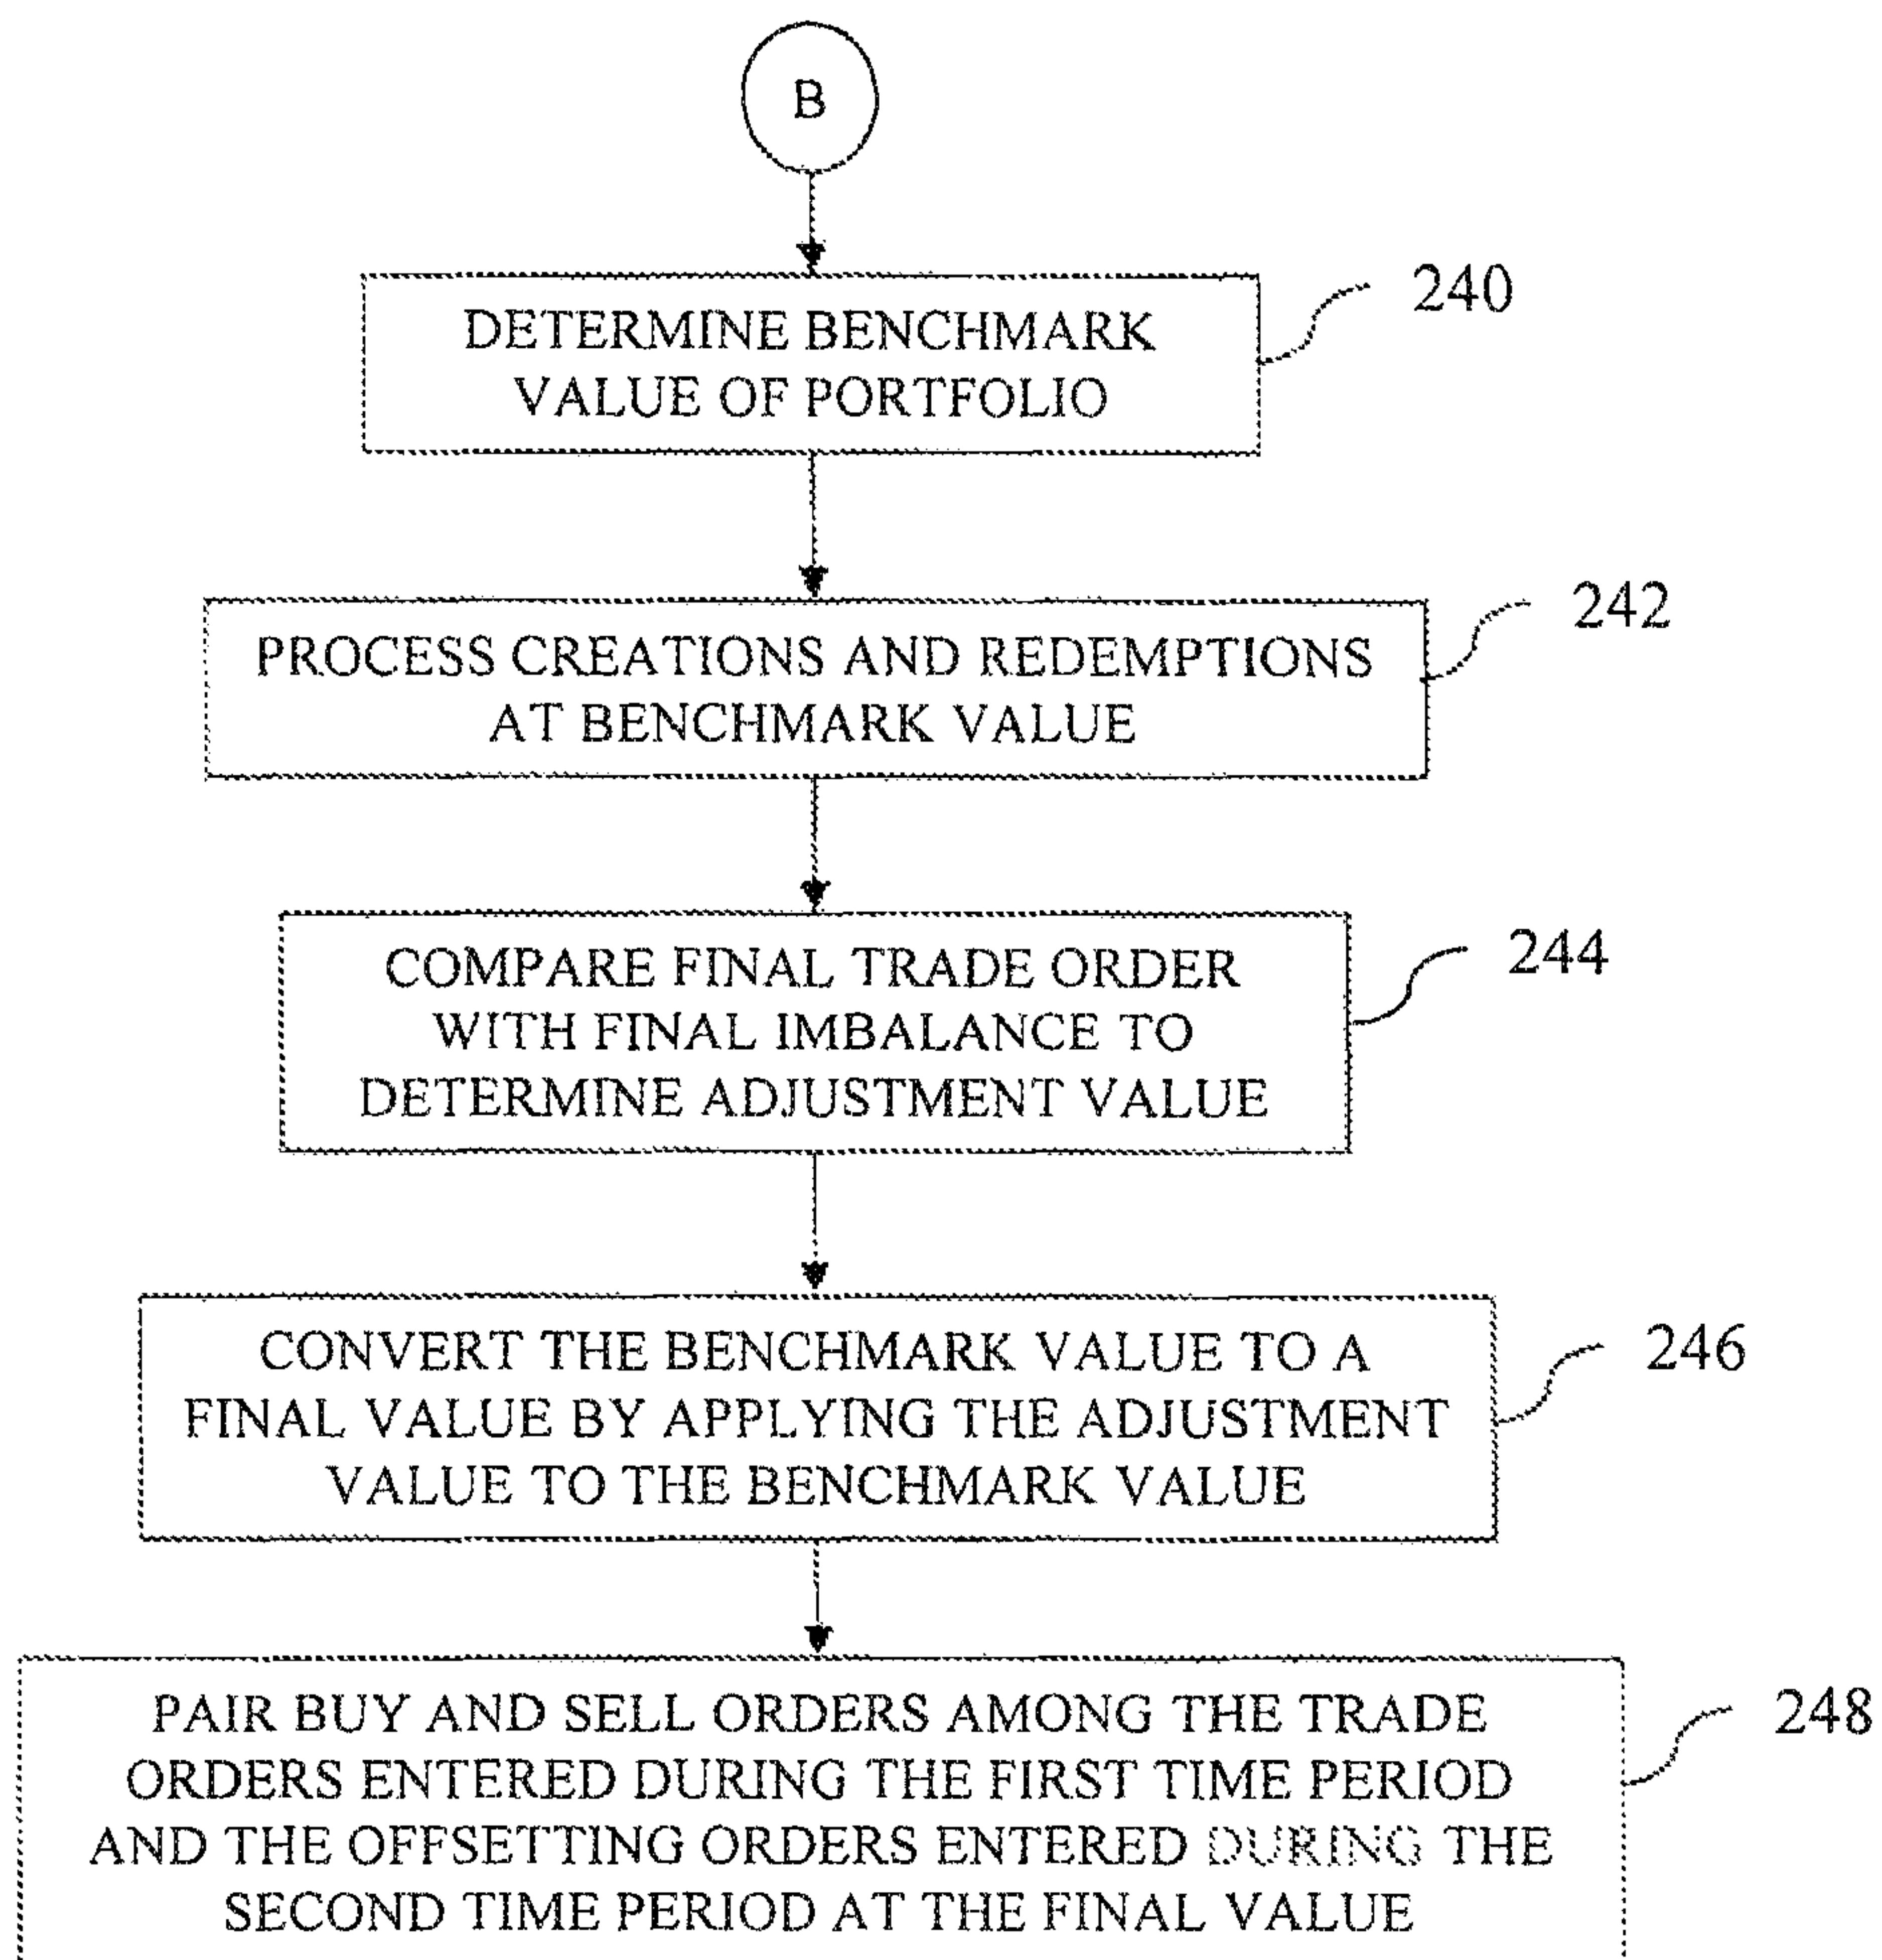 B
DETERMINE BENCHMARK
VALUE OF PORTFOLIO
240
PROCESS CREATIONS AND REDEMPTIONS
AT BENCHMARK VALUE
242
COMPARE FINAL TRADE ORDER
WITH FINAL IMBALANCE TO
DETERMINE ADJUSTMENT VALUE
244
CONVERT THE BENCHMARK VALUE TO A
FINAL VALUE BY APPLYING THE ADJUSTMENT
VALUE TO THE BENCHMARK VALUE
246
PAIR BUY AND SELL ORDERS AMONG THE TRADE
ORDERS ENTERED DURING THE FIRST TIME PERIOD
AND THE OFFSETTING ORDERS ENTERED DURING THE
SECOND TIME PERIOD AT THE FINAL VALUE
248